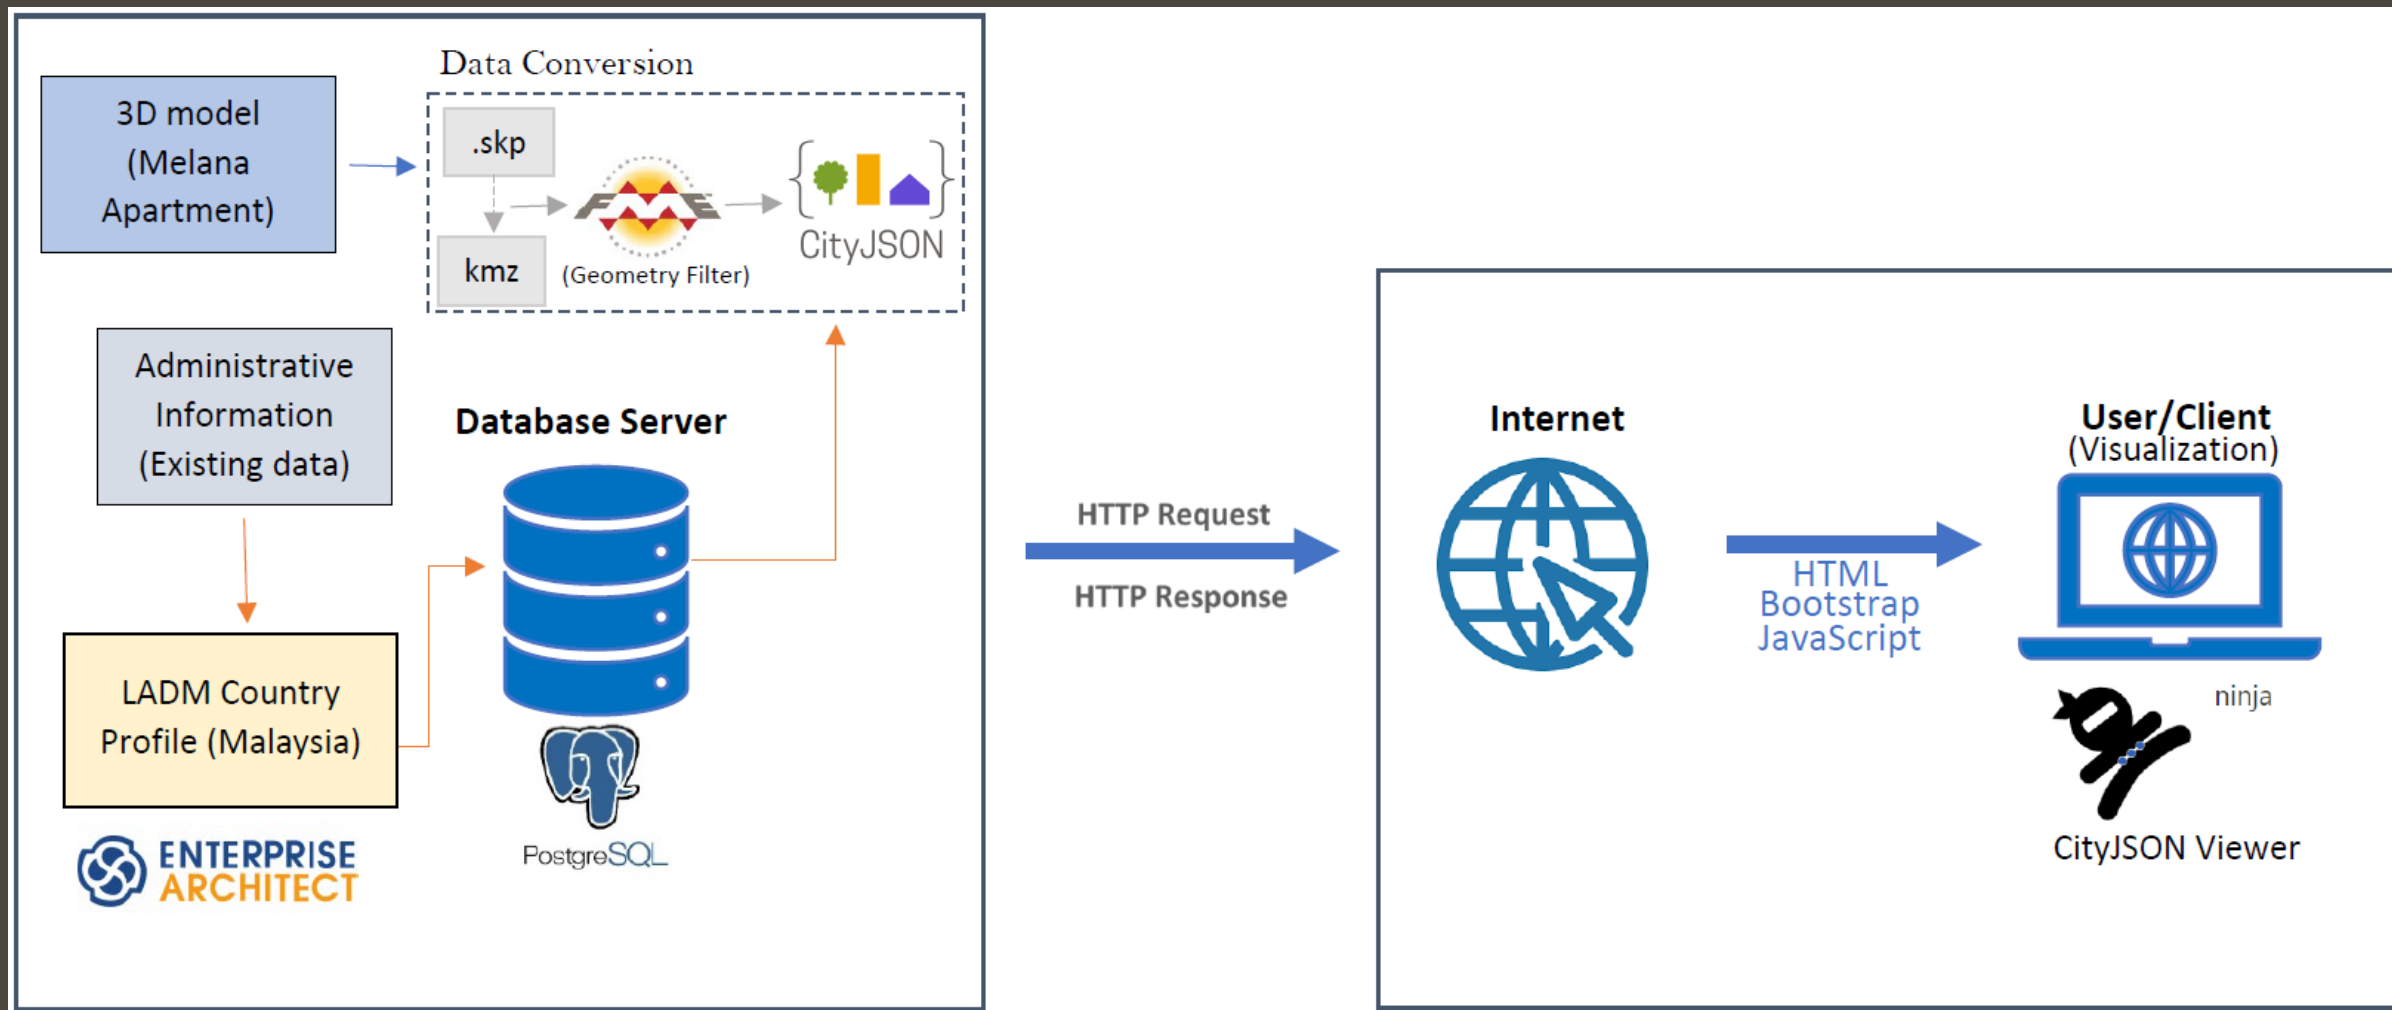 Data Conversion
3D model
(Melana
Apartment)
.skp
kmz
FME
(Geometry Filter)
CityJSON
Administrative
Information
(Existing data)
Database Server
LADM Country
Profile (Malaysia)
ENTERPRISE
ARCHITECT
PostgreSQL
HTTP Request
HTTP Response
Internet
HTML
Bootstrap
JavaScript
User/Client
(Visualization)
ninja
CityJSON Viewer